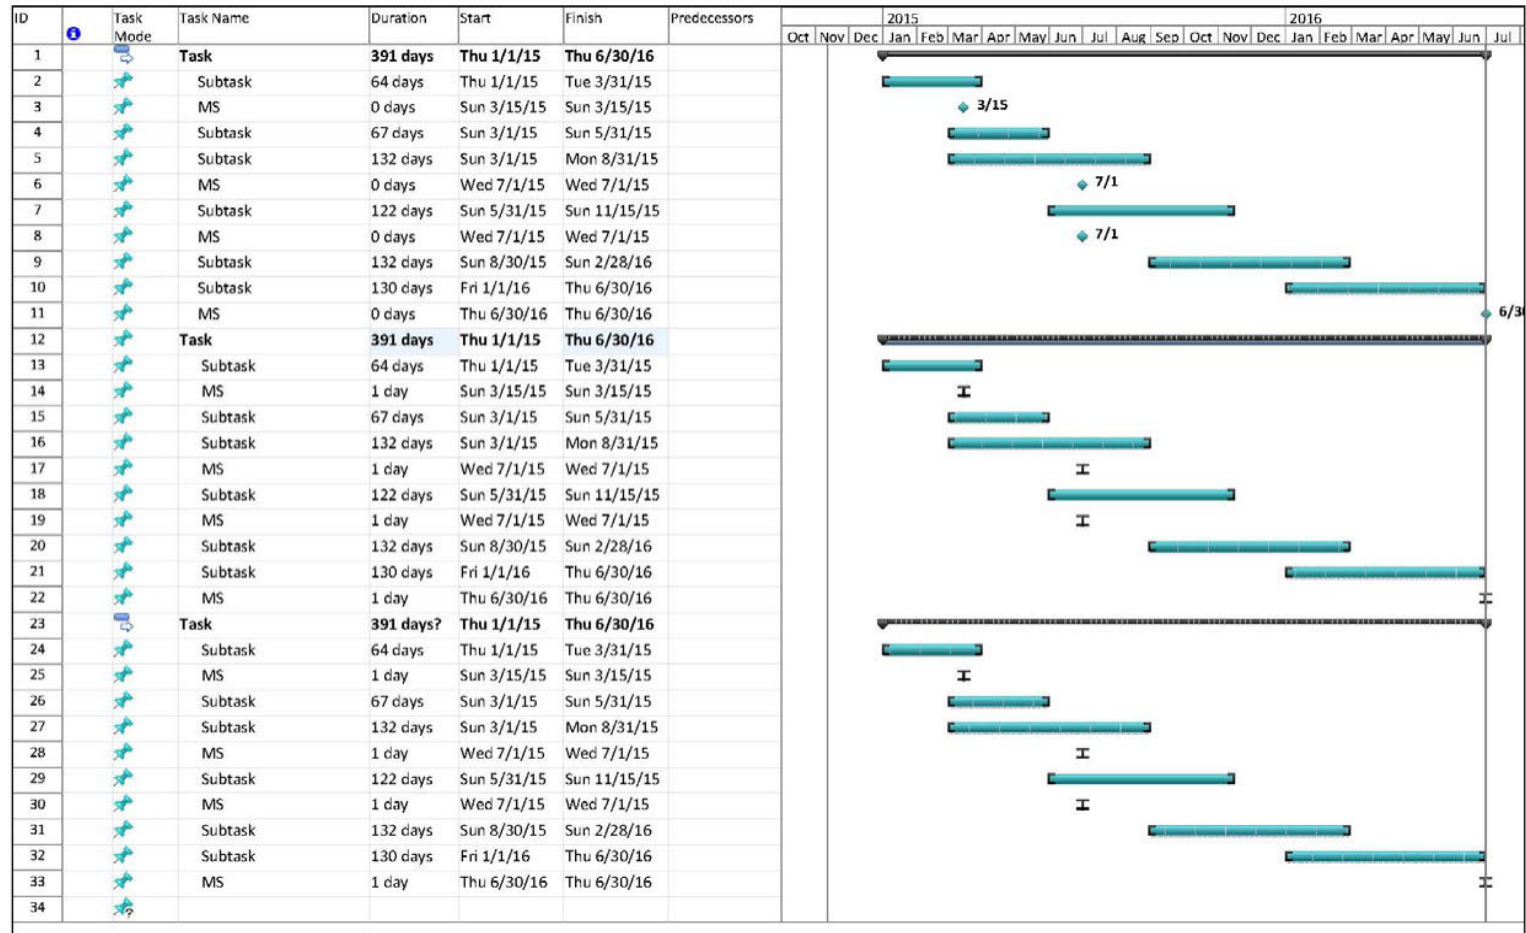 ID Task Mode Task Name Duration Start Finish Predecessors 2015 2016
Oct Nov Dec Jan Feb Mar Apr May Jun Jul Aug Sep Oct Nov Dec Jan Feb Mar Apr May Jun Jul
1 Task 391 days Thu 1/1/15 Thu 6/30/16
2 Subtask 64 days Thu 1/1/15 Tue 3/31/15
3 MS 0 days Sun 3/15/15 Sun 3/15/15 3/15
4 Subtask 67 days Sun 3/1/15 Sun 5/31/15
5 Subtask 132 days Sun 3/1/15 Mon 8/31/15
6 MS 0 days Wed 7/1/15 Wed 7/1/15 7/1
7 Subtask 122 days Sun 5/31/15 Sun 11/15/15
8 MS 0 days Wed 7/1/15 Wed 7/1/15 7/1
9 Subtask 132 days Sun 8/30/15 Sun 2/28/16
10 Subtask 130 days Fri 1/1/16 Thu 6/30/16
11 MS 0 days Thu 6/30/16 Thu 6/30/16
12 Task 391 days Thu 1/1/15 Thu 6/30/16
13 Subtask 64 days Thu 1/1/15 Tue 3/31/15
14 MS 1 day Sun 3/15/15 Sun 3/15/15
15 Subtask 67 days Sun 3/1/15 Sun 5/31/15
16 Subtask 132 days Sun 3/1/15 Mon 8/31/15
17 MS 1 day Wed 7/1/15 Wed 7/1/15
18 Subtask 122 days Sun 5/31/15 Sun 11/15/15
19 MS 1 day Wed 7/1/15 Wed 7/1/15
20 Subtask 132 days Sun 8/30/15 Sun 2/28/16
21 Subtask 130 days Fri 1/1/16 Thu 6/30/16
22 MS 1 day Thu 6/30/16 Thu 6/30/16
23 Task 391 days? Thu 1/1/15 Thu 6/30/16
24 Subtask 64 days Thu 1/1/15 Tue 3/31/15
25 MS 1 day Sun 3/15/15 Sun 3/15/15
26 Subtask 67 days Sun 3/1/15 Sun 5/31/15
27 Subtask 132 days Sun 3/1/15 Mon 8/31/15
28 MS 1 day Wed 7/1/15 Wed 7/1/15
29 Subtask 122 days Sun 5/31/15 Sun 11/15/15
30 MS 1 day Wed 7/1/15 Wed 7/1/15
31 Subtask 132 days Sun 8/30/15 Sun 2/28/16
32 Subtask 130 days Fri 1/1/16 Thu 6/30/16
33 MS 1 day Thu 6/30/16 Thu 6/30/16
34